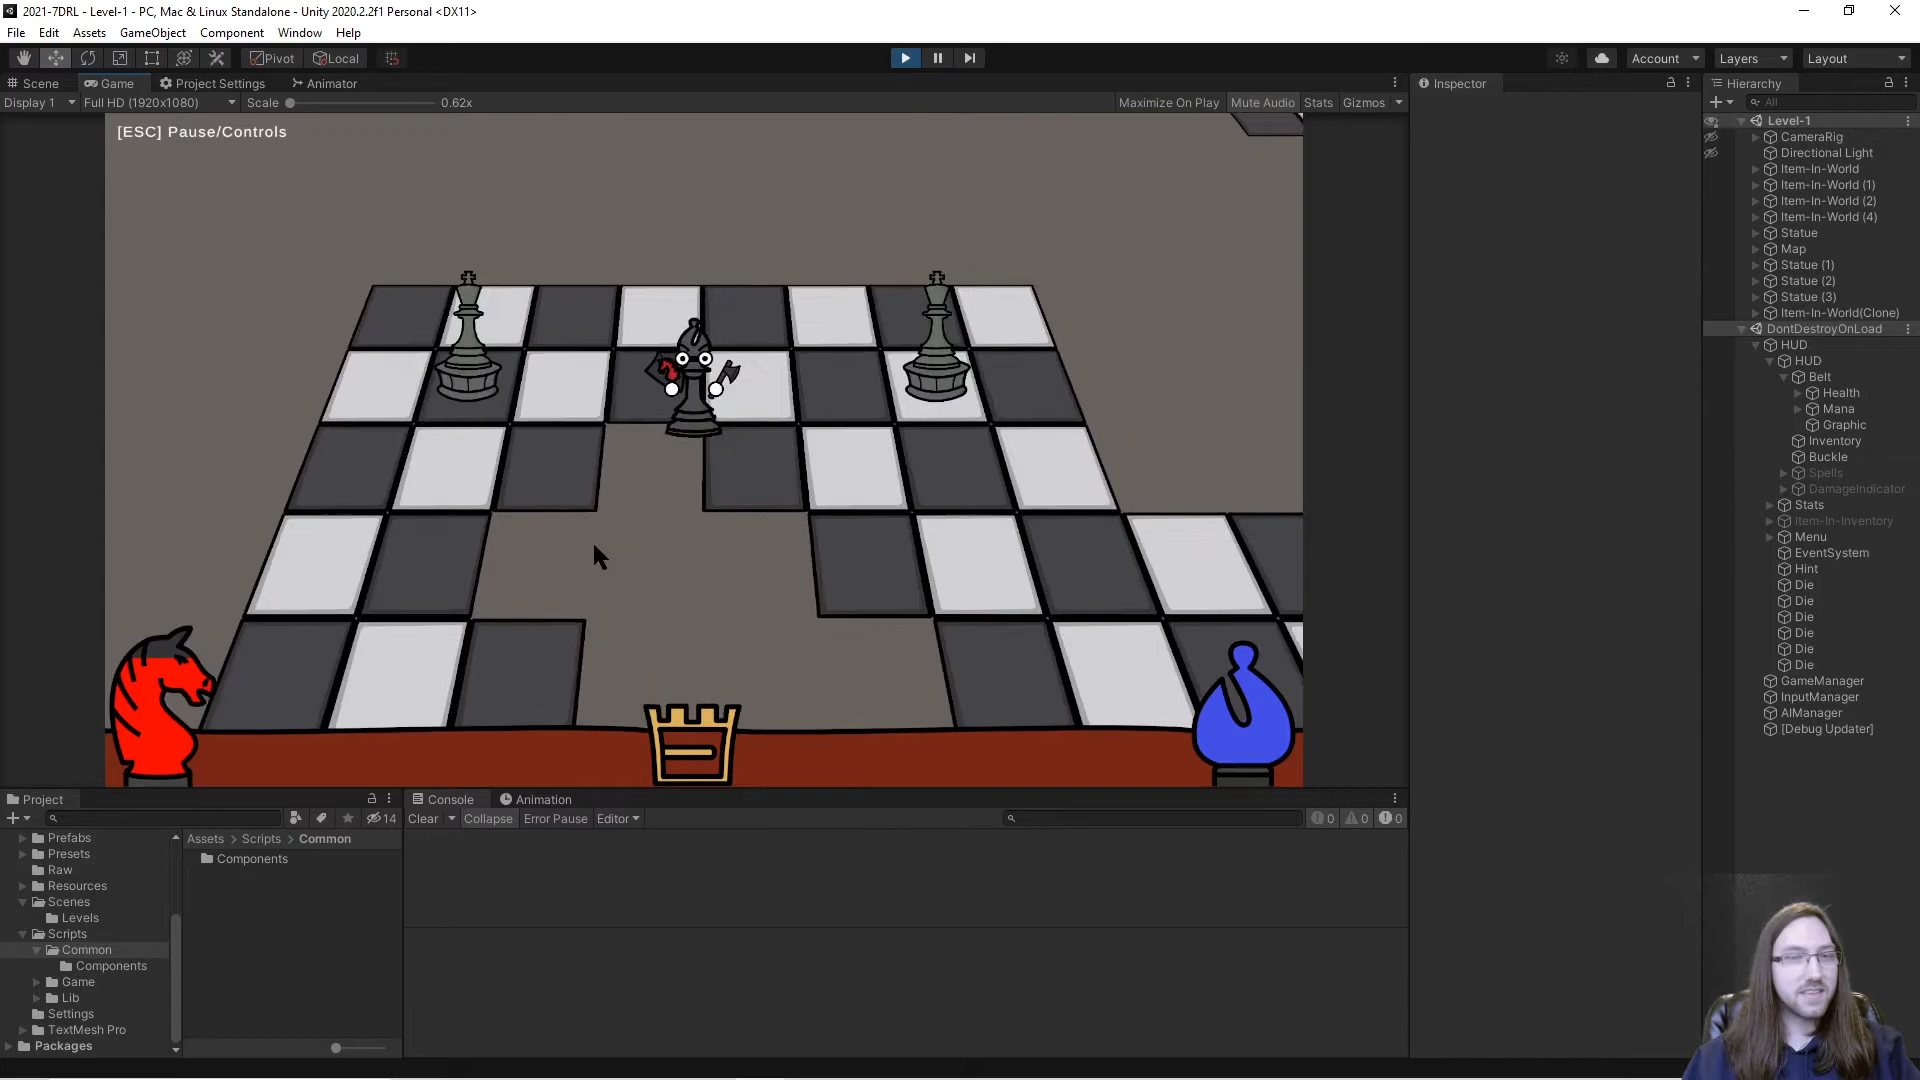 2021-7DRL - Level-1 - PC, Mac & Linux Standalone - Unity 2020.2.2f1 Personal <DX11>
File Edit Assets GameObject Component Window Help
Pivot Local Account Layers Layout
Scene Game Project Settings Animator Inspector Hierarchy
Display 1 Full HD (1920x1080) Scale 0.62x Maximize On Play Mute Audio Stats Gizmos All
[ESC] Pause/Controls
Level-1
CameraRig
Directional Light
Item-In-World
Item-In-World (1)
Item-In-World (2)
Item-In-World (4)
Statue
Map
Statue (1)
Statue (2)
Statue (3)
Item-In-World(Clone)
DontDestroyOnLoad
HUD
HUD
Belt
Health
Mana
Graphic
Inventory
Buckle
Spells
DamageIndicator
Stats
Item-In-Inventory
Menu
EventSystem
Hint
Die
Die
Die
Die
Die
Die
GameManager
InputManager
AIManager
[Debug Updater]
Project Console Animation
14 Clear Collapse Error Pause Editor 0 0 0
Prefabs
Presets
Raw
Resources
Scenes
Levels
Scripts
Common
Components
Game
Lib
Settings
TextMesh Pro
Packages
Assets > Scripts > Common
Components